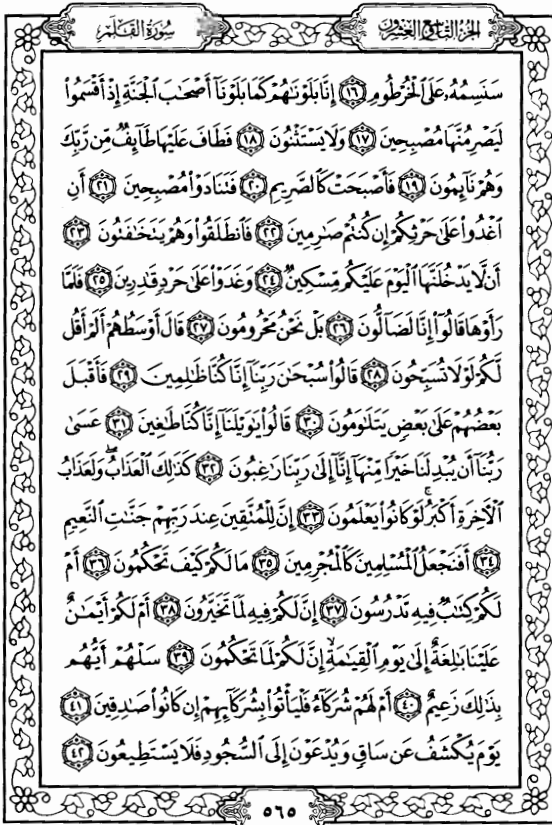 الجزء التاسع والعشرون
سورة القلم
سَنَسِمُهُۥ عَلَى ٱلْخُرْطُومِ ١٦ إِنَّا بَلَوْنَٰهُمْ كَمَا بَلَوْنَآ أَصْحَٰبَ ٱلْجَنَّةِ إِذْ أَقْسَمُوا۟
لَيَصْرِمُنَّهَا مُصْبِحِينَ ١٧ وَلَا يَسْتَثْنُونَ ١٨ فَطَافَ عَلَيْهَا طَآئِفٌ مِّن رَّبِّكَ
وَهُمْ نَآئِمُونَ ١٩ فَأَصْبَحَتْ كَٱلصَّرِيمِ ٢٠ فَتَنَادَوْا۟ مُصْبِحِينَ ٢١ أَنِ
ٱغْدُوا۟ عَلَىٰ حَرْثِكُمْ إِن كُنتُمْ صَٰرِمِينَ ٢٢ فَٱنطَلَقُوا۟ وَهُمْ يَتَخَٰفَتُونَ ٢٣
أَن لَّا يَدْخُلَنَّهَا ٱلْيَوْمَ عَلَيْكُم مِّسْكِينٌ ٢٤ وَغَدَوْا۟ عَلَىٰ حَرْدٍ قَٰدِرِينَ ٢٥ فَلَمَّا
رَأَوْهَا قَالُوٓا۟ إِنَّا لَضَآلُّونَ ٢٦ بَلْ نَحْنُ مَحْرُومُونَ ٢٧ قَالَ أَوْسَطُهُمْ أَلَمْ أَقُل
لَّكُمْ لَوْلَا تُسَبِّحُونَ ٢٨ قَالُوا۟ سُبْحَٰنَ رَبِّنَآ إِنَّا كُنَّا ظَٰلِمِينَ ٢٩ فَأَقْبَلَ
بَعْضُهُمْ عَلَىٰ بَعْضٍ يَتَلَٰوَمُونَ ٣٠ قَالُوا۟ يَٰوَيْلَنَآ إِنَّا كُنَّا طَٰغِينَ ٣١ عَسَىٰ
رَبُّنَآ أَن يُبْدِلَنَا خَيْرًا مِّنْهَآ إِنَّآ إِلَىٰ رَبِّنَا رَٰغِبُونَ ٣٢ كَذَٰلِكَ ٱلْعَذَابُ ۖ وَلَعَذَابُ
ٱلْءَاخِرَةِ أَكْبَرُ ۚ لَوْ كَانُوا۟ يَعْلَمُونَ ٣٣ إِنَّ لِلْمُتَّقِينَ عِندَ رَبِّهِمْ جَنَّٰتِ ٱلنَّعِيمِ
٣٤ أَفَنَجْعَلُ ٱلْمُسْلِمِينَ كَٱلْمُجْرِمِينَ ٣٥ مَا لَكُمْ كَيْفَ تَحْكُمُونَ ٣٦ أَمْ
لَكُمْ كِتَٰبٌ فِيهِ تَدْرُسُونَ ٣٧ إِنَّ لَكُمْ فِيهِ لَمَا تَخَيَّرُونَ ٣٨ أَمْ لَكُمْ أَيْمَٰنٌ
عَلَيْنَا بَٰلِغَةٌ إِلَىٰ يَوْمِ ٱلْقِيَٰمَةِ ۙ إِنَّ لَكُمْ لَمَا تَحْكُمُونَ ٣٩ سَلْهُمْ أَيُّهُم
بِذَٰلِكَ زَعِيمٌ ٤٠ أَمْ لَهُمْ شُرَكَآءُ فَلْيَأْتُوا۟ بِشُرَكَآئِهِمْ إِن كَانُوا۟ صَٰدِقِينَ ٤١
يَوْمَ يُكْشَفُ عَن سَاقٍ وَيُدْعَوْنَ إِلَى ٱلسُّجُودِ فَلَا يَسْتَطِيعُونَ ٤٢
٥٦٥